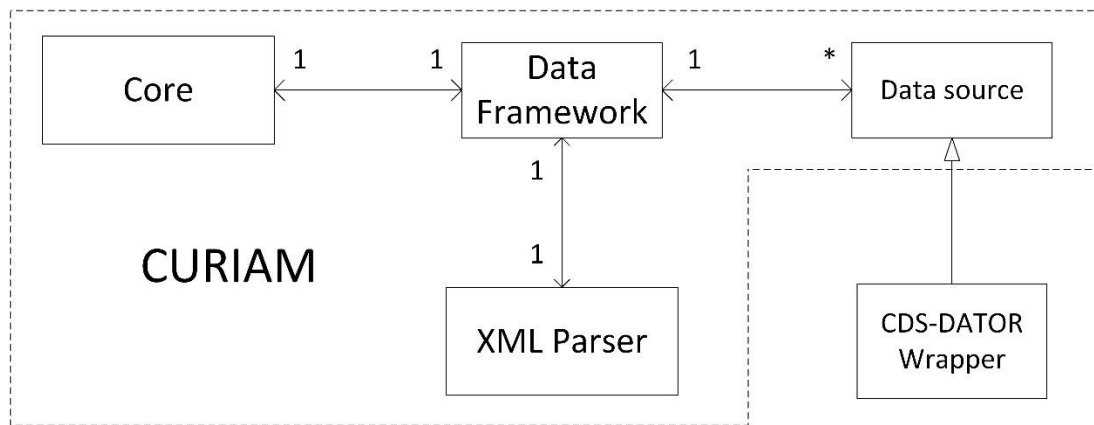 Core
1
1
Data
Framework
1
*
Data source
1
1
CURIAM
XML Parser
CDS-DATOR
Wrapper